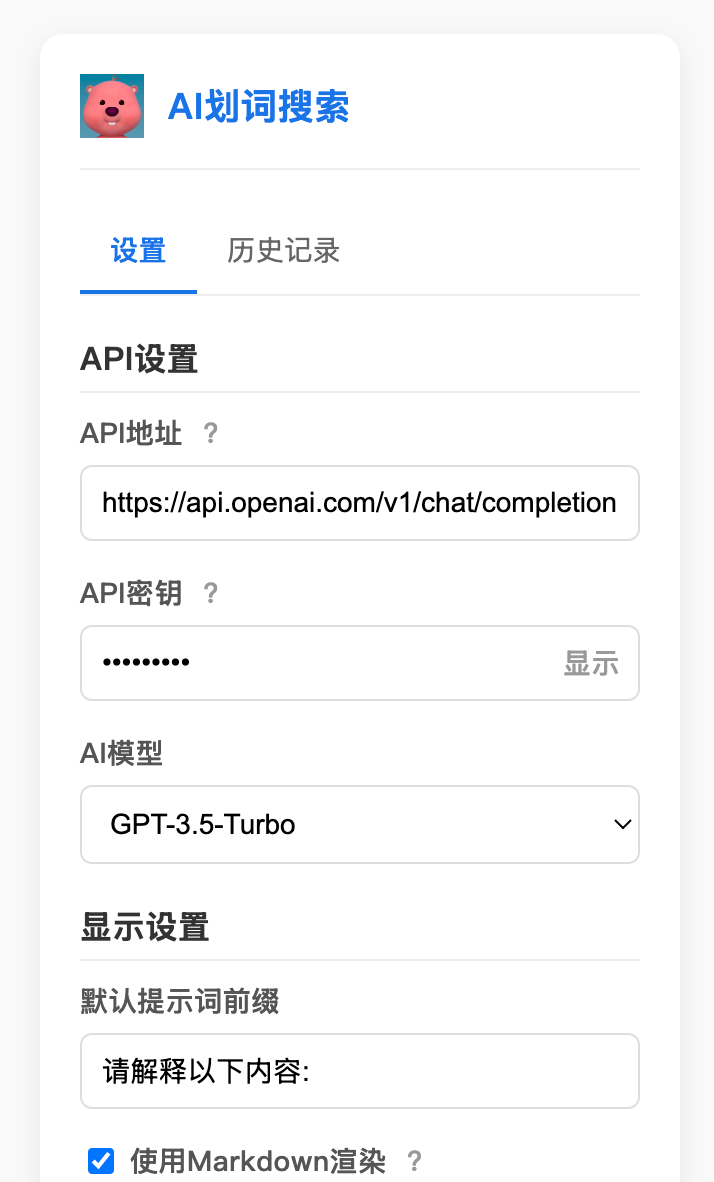 AI划词搜索
设置 历史记录
API设置
API地址 ?
https://api.openai.com/v1/chat/completion
API密钥 ?
••••••••• 显示
AI模型
GPT-3.5-Turbo
显示设置
默认提示词前缀
请解释以下内容:
使用Markdown渲染 ?